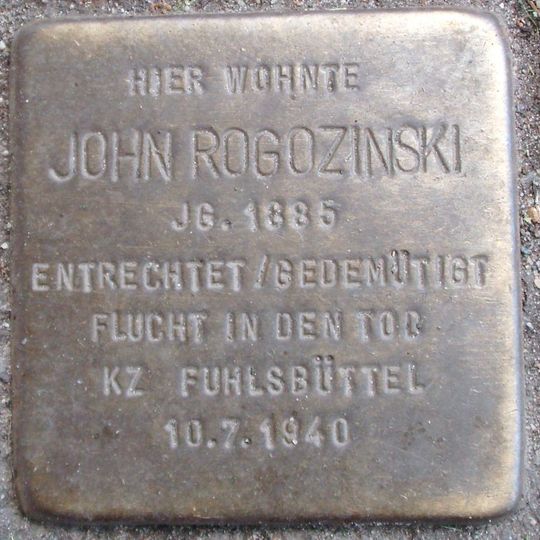 HIER WOHNTE
JOHN ROGOZINSKI
JG. 1885
ENTRECHTET/GEDEMÜTIGT
FLUCHT IN DEN TOD
KZ FUHLSBÜTTEL
10.7.1940